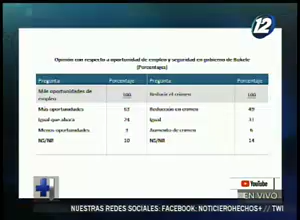 12
Opinión con respecto a oportunidad de empleo y seguridad en gobierno de Bukele
(Porcentajes)
Pregunta Porcentaje Pregunta Porcentaje
Más oportunidades de empleo 100 Reducir el crimen 100
Más oportunidades 62 Reducción en crimen 49
Igual que ahora 24 Igual 31
Menos oportunidades 3 Aumento de crimen 6
NS/NR 10 NS/NR 14
YouTube
EN VIVO
NUESTRAS REDES SOCIALES: FACEBOOK: NOTICIEROHECHOS+ // TWI